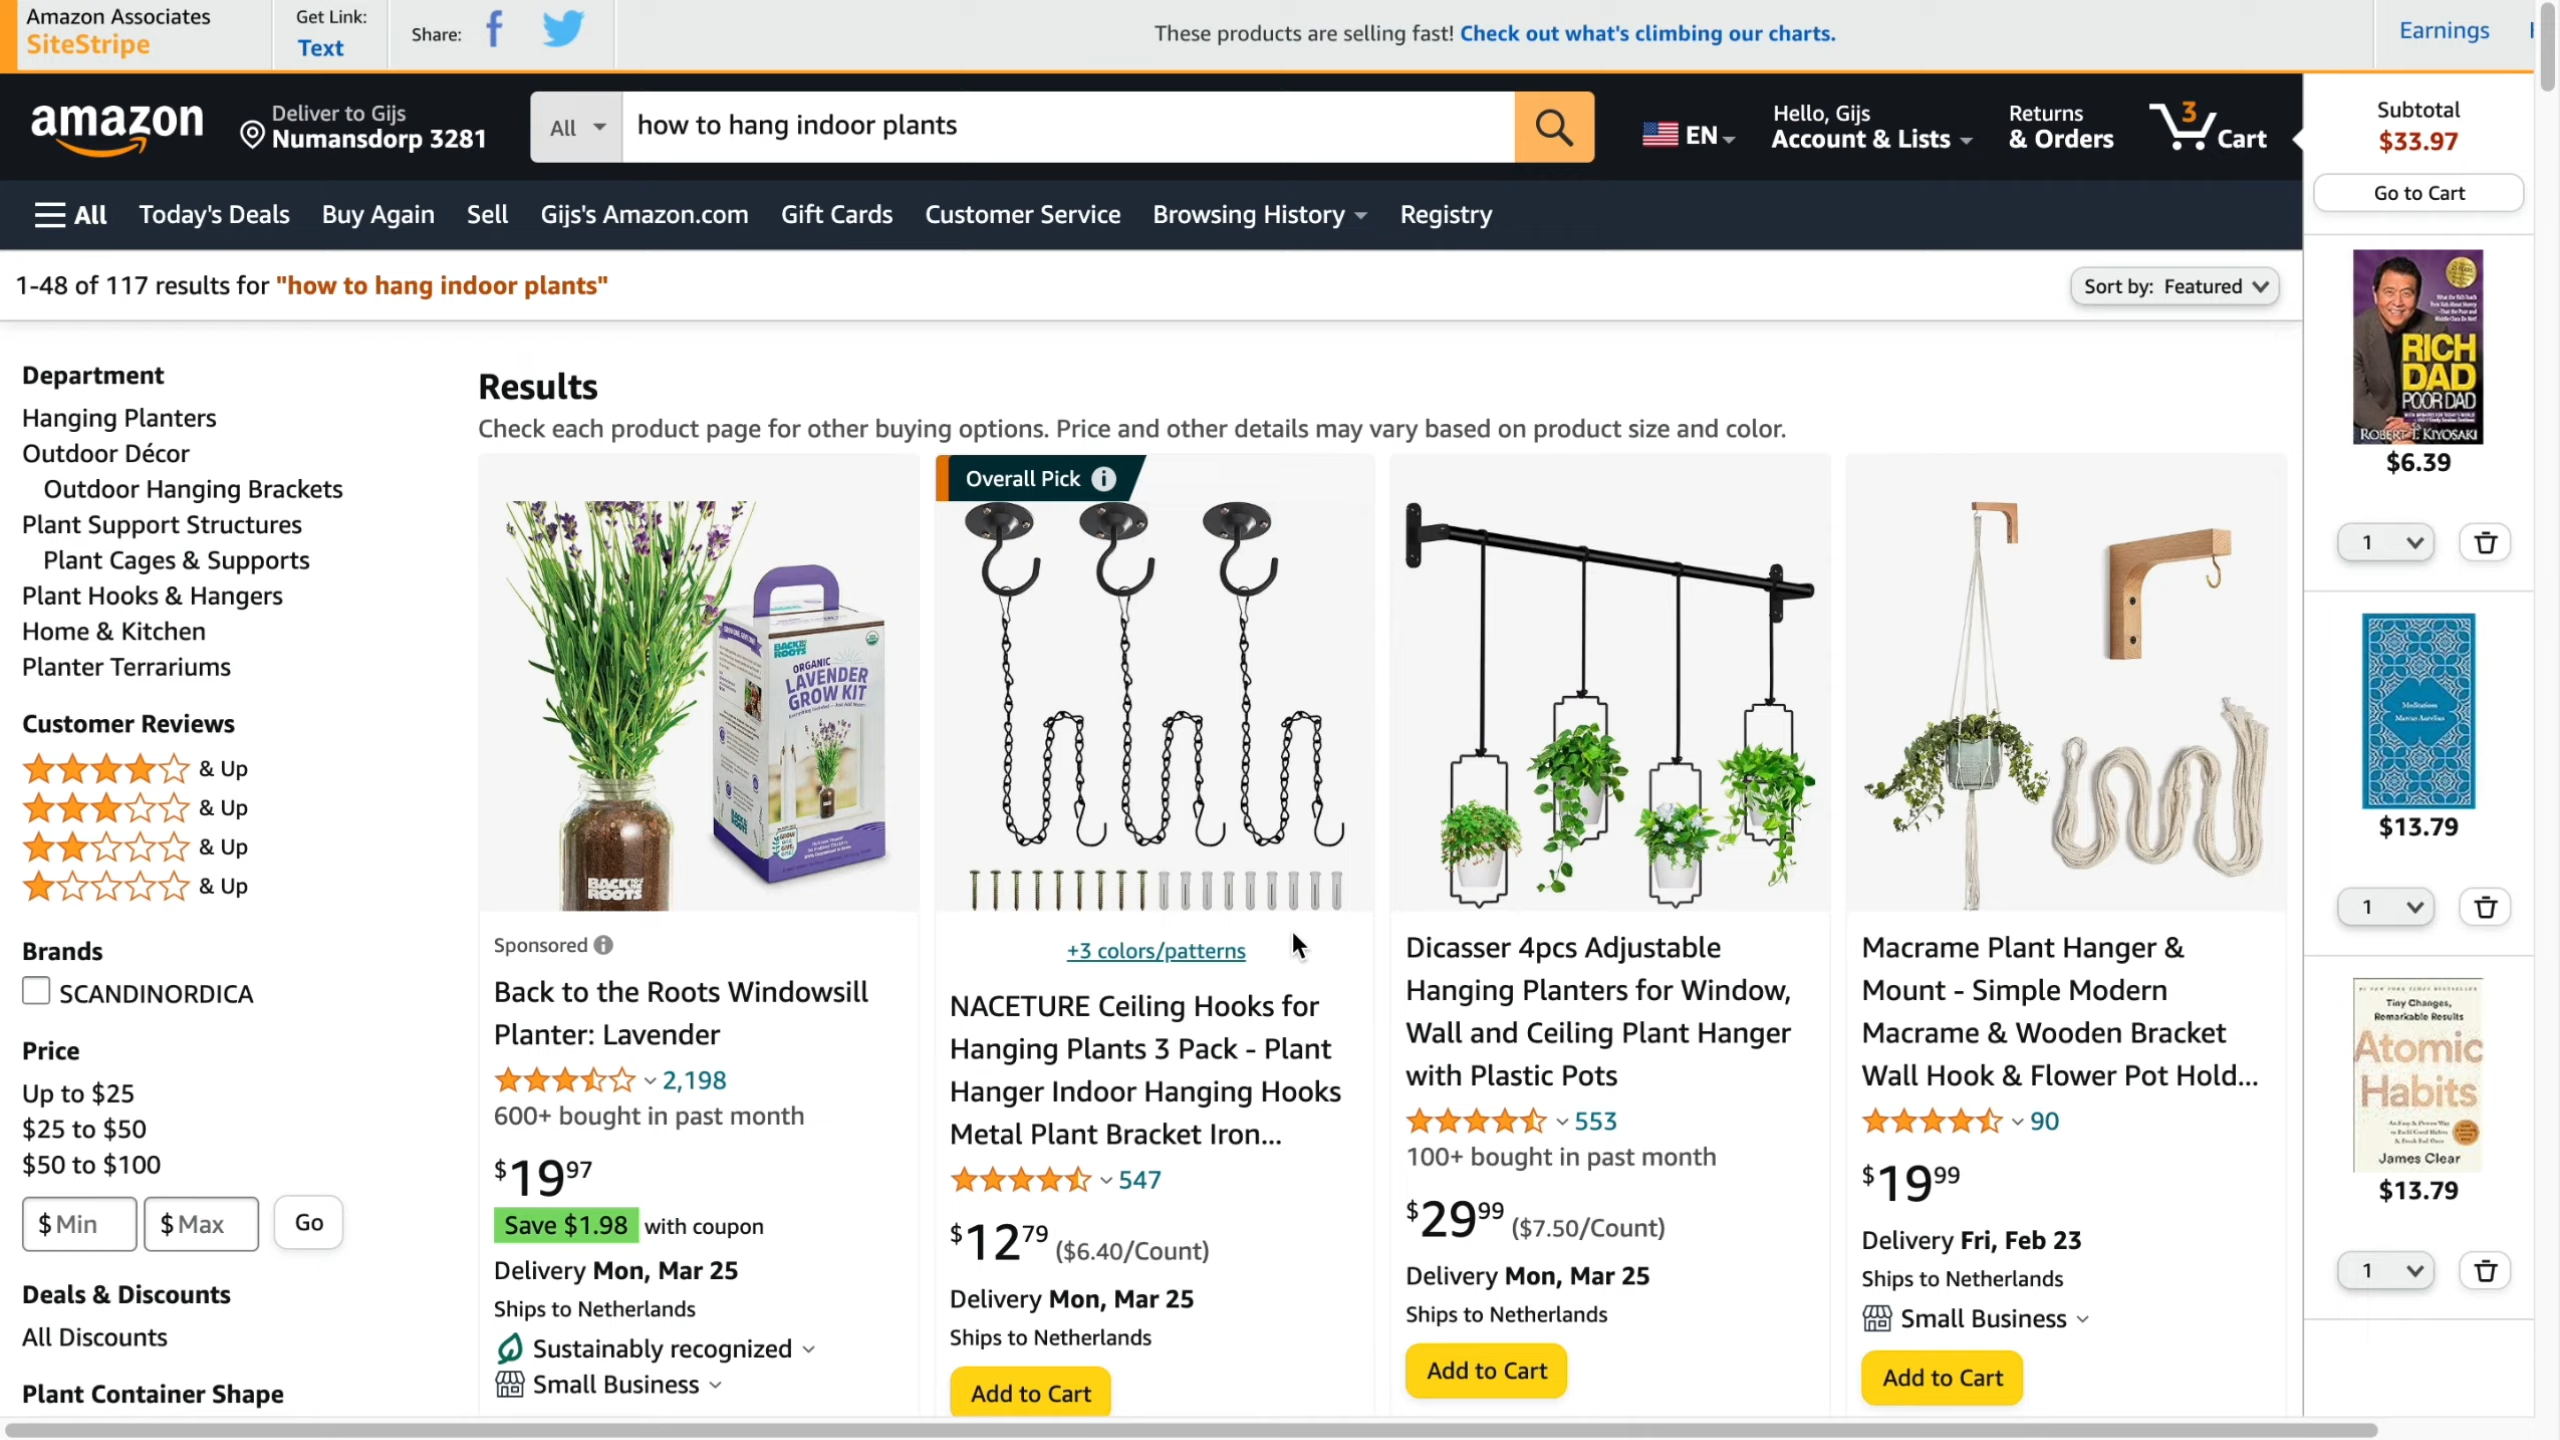 Amazon Associates
SiteStripe
Get Link:
Text
Share:
These products are selling fast! Check out what's climbing our charts.
Earnings
amazon
Deliver to Gijs
Numansdorp 3281
All
how to hang indoor plants
EN
Hello, Gijs
Account & Lists
Returns
& Orders
3
Cart
Subtotal
$33.97
Go to Cart
All
Today's Deals
Buy Again
Sell
Gijs's Amazon.com
Gift Cards
Customer Service
Browsing History
Registry
1-48 of 117 results for "how to hang indoor plants"
Sort by: Featured
Department
Hanging Planters
Outdoor Décor
Outdoor Hanging Brackets
Plant Support Structures
Plant Cages & Supports
Plant Hooks & Hangers
Home & Kitchen
Planter Terrariums
Customer Reviews
& Up
& Up
& Up
& Up
Brands
SCANDINORDICA
Price
Up to $25
$25 to $50
$50 to $100
$ Min
$ Max
Go
Deals & Discounts
All Discounts
Plant Container Shape
Results
Check each product page for other buying options. Price and other details may vary based on product size and color.
BACK TO THE ROOTS
ORGANIC
LAVENDER
GROW KIT
Sponsored
Back to the Roots Windowsill
Planter: Lavender
2,198
600+ bought in past month
$19 97
Save $1.98 with coupon
Delivery Mon, Mar 25
Ships to Netherlands
Sustainably recognized
Small Business
Overall Pick
+3 colors/patterns
NACETURE Ceiling Hooks for
Hanging Plants 3 Pack - Plant
Hanger Indoor Hanging Hooks
Metal Plant Bracket Iron...
547
$12 79 ($6.40/Count)
Delivery Mon, Mar 25
Ships to Netherlands
Add to Cart
Dicasser 4pcs Adjustable
Hanging Planters for Window,
Wall and Ceiling Plant Hanger
with Plastic Pots
553
100+ bought in past month
$29 99 ($7.50/Count)
Delivery Mon, Mar 25
Ships to Netherlands
Add to Cart
Macrame Plant Hanger &
Mount - Simple Modern
Macrame & Wooden Bracket
Wall Hook & Flower Pot Hold...
90
$19 99
Delivery Fri, Feb 23
Ships to Netherlands
Small Business
Add to Cart
RICH
DAD
POOR DAD
ROBERT T. KIYOSAKI
$6.39
1
Meditations
Marcus Aurelius
$13.79
1
Tiny Changes,
Remarkable Results
Atomic
Habits
James Clear
$13.79
1